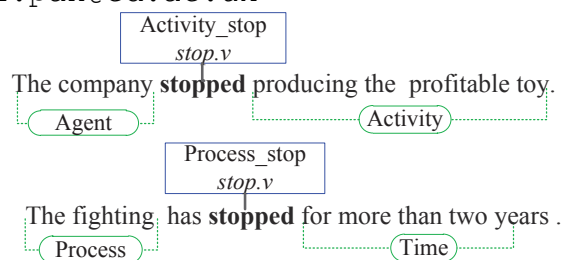 Activity_stop
stop.v
The company stopped producing the profitable toy.
Agent
Activity
Process_stop
stop.v
The fighting has stopped for more than two years .
Process
Time